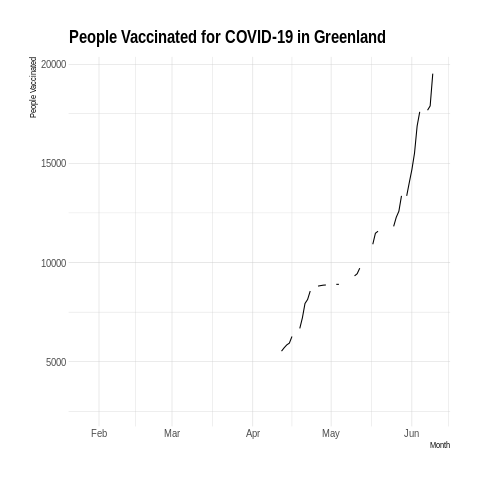 People Vaccinated for COVID-19 in Greenland
People Vaccinated
20000
15000
10000
5000
Feb Mar Apr May Jun
Month